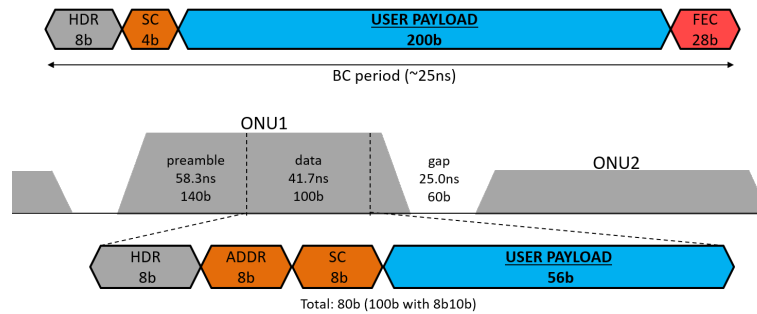 HDR
8b
SC
4b
USER PAYLOAD
200b
FEC
28b
BC period (~25ns)
ONU1
preamble
58.3ns
140b
data
41.7ns
100b
gap
25.0ns
60b
ONU2
HDR
8b
ADDR
8b
SC
8b
USER PAYLOAD
56b
Total: 80b (100b with 8b10b)